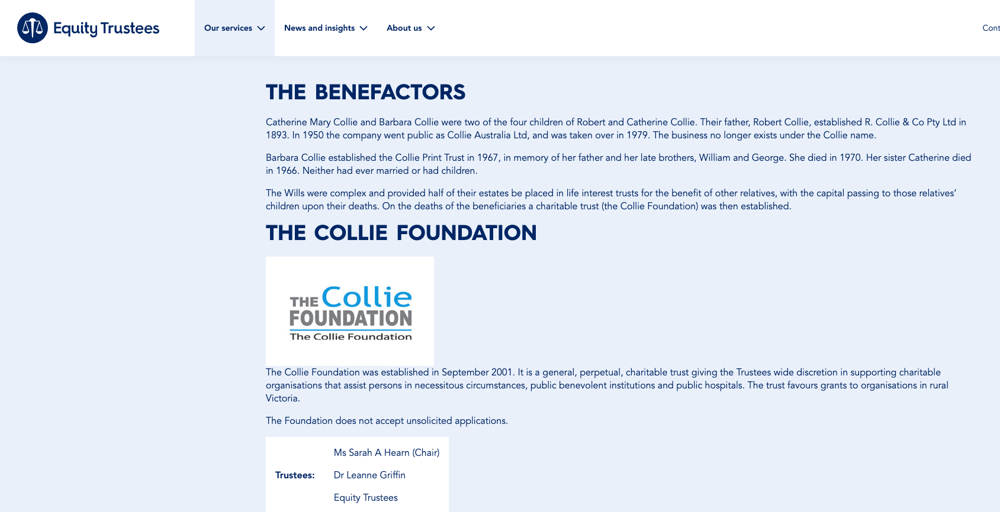 Equity Trustees
Our services
News and insights
About us
Cont
THE BENEFACTORS
Catherine Mary Collie and Barbara Collie were two of the four children of Robert and Catherine Collie. Their father, Robert Collie, established R. Collie & Co Pty Ltd in
1893. In 1950 the company went public as Collie Australia Ltd, and was taken over in 1979. The business no longer exists under the Collie name.
Barbara Collie established the Collie Print Trust in 1967, in memory of her father and her late brothers, William and George. She died in 1970. Her sister Catherine died
in 1966. Neither had ever married or had children.
The Wills were complex and provided half of their estates be placed in life interest trusts for the benefit of other relatives, with the capital passing to those relatives’
children upon their deaths. On the deaths of the beneficiaries a charitable trust (the Collie Foundation) was then established.
THE COLLIE FOUNDATION
THE Collie
FOUNDATION
The Collie Foundation
The Collie Foundation was established in September 2001. It is a general, perpetual, charitable trust giving the Trustees wide discretion in supporting charitable
organisations that assist persons in necessitous circumstances, public benevolent institutions and public hospitals. The trust favours grants to organisations in rural
Victoria.
The Foundation does not accept unsolicited applications.
Ms Sarah A Hearn (Chair)
Trustees: Dr Leanne Griffin
Equity Trustees